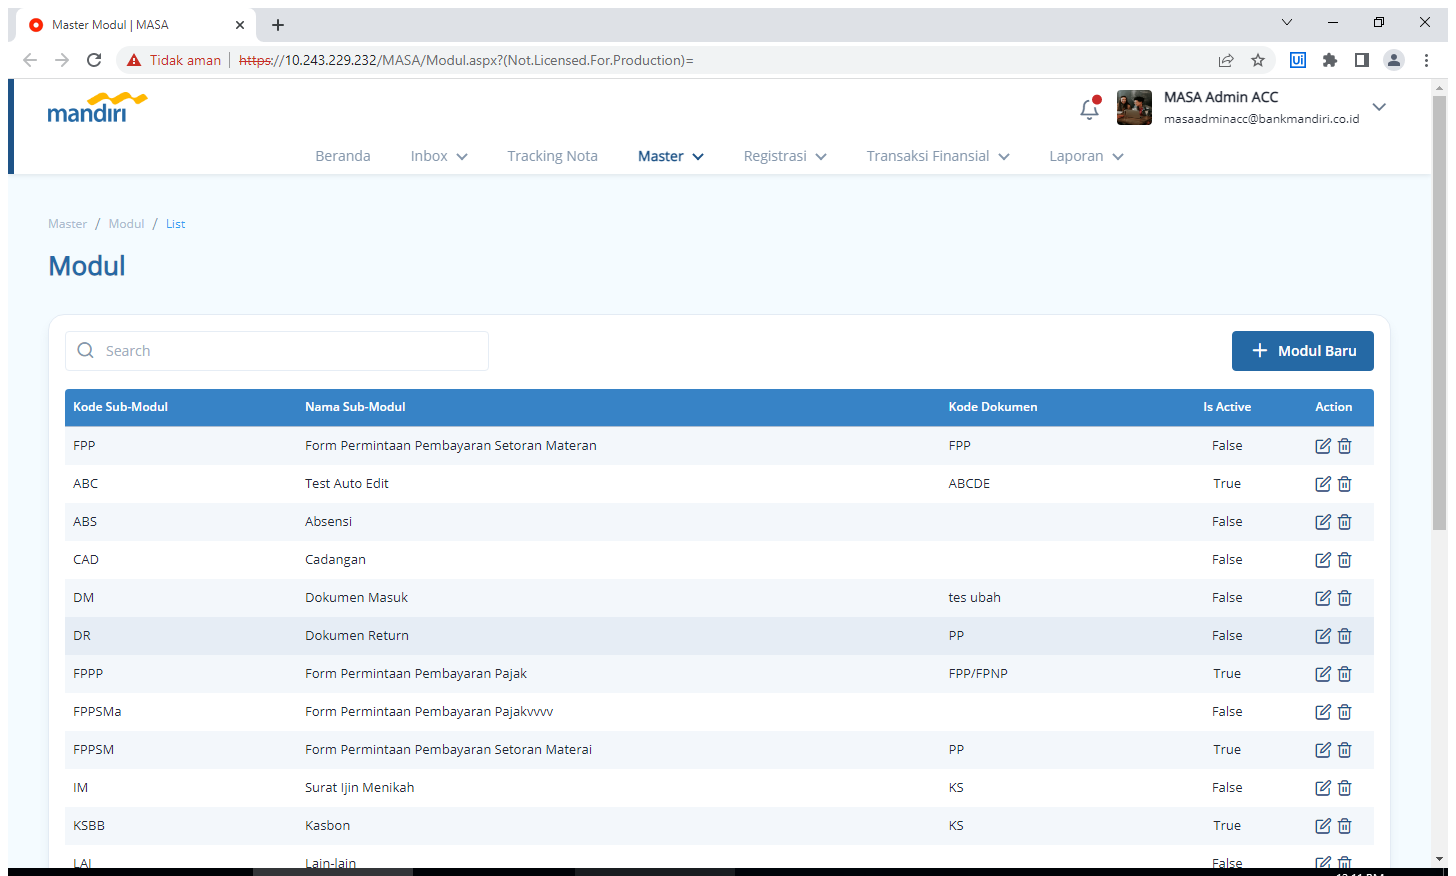 Master Modul | MASA
Tidak aman https://10.243.229.232/MASA/Modul.aspx?(Not.Licensed.For.Production)=
Ui
mandiri
MASA Admin ACC
masaadminacc@bankmandiri.co.id
Beranda Inbox Tracking Nota Master Registrasi Transaksi Finansial Laporan
Master / Modul / List
Modul
Search
+ Modul Baru
Kode Sub-Modul Nama Sub-Modul Kode Dokumen Is Active Action
FPP Form Permintaan Pembayaran Setoran Materan FPP False
ABC Test Auto Edit ABCDE True
ABS Absensi False
CAD Cadangan False
DM Dokumen Masuk tes ubah False
DR Dokumen Return PP False
FPPP Form Permintaan Pembayaran Pajak FPP/FPNP True
FPPSMa Form Permintaan Pembayaran Pajakvvvv False
FPPSM Form Permintaan Pembayaran Setoran Materai PP True
IM Surat Ijin Menikah KS False
KSBB Kasbon KS True
LAI Lain-lain False